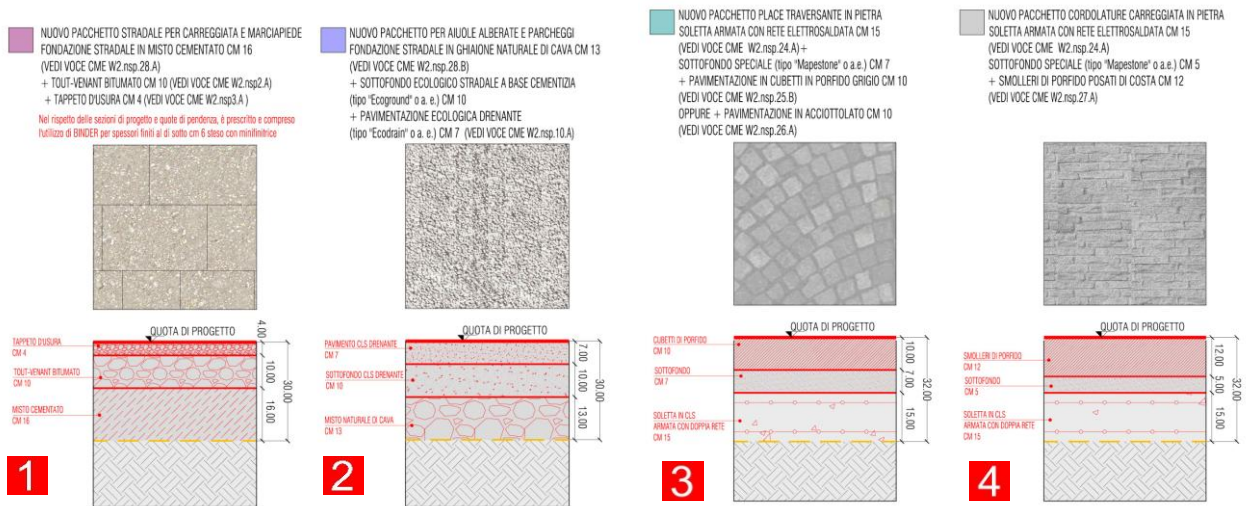 NUOVO PACCHETTO STRADALE PER CARREGGIATA E MARCIAPIEDE
FONDAZIONE STRADALE IN MISTO CEMENTATO CM 16
(VEDI VOCE CME W2.nsp.28.A)
+ TOUT-VENANT BITUMATO CM 10 (VEDI VOCE CME W2.nsp2.A)
+ TAPPETO D'USURA CM 4 (VEDI VOCE CME W2.nsp3.A )
Nel rispetto delle sezioni di progetto e quote di pendenza, è prescritto e compreso
l'utilizzo di BINDER per spessori finiti al di sotto cm 6 steso con minifinitrice
QUOTA DI PROGETTO
TAPPETO D'USURA
CM 4
TOUT-VENANT BITUMATO
CM 10
MISTO CEMENTATO
CM 16
4.00
10.00
16.00
30.00
1
NUOVO PACCHETTO PER AIUOLE ALBERATE E PARCHEGGI
FONDAZIONE STRADALE IN GHIAIONE NATURALE DI CAVA CM 13
(VEDI VOCE CME W2.nsp.28.B)
+ SOTTOFONDO ECOLOGICO STRADALE A BASE CEMENTIZIA
(tipo "Ecoground" o a. e.) CM 10
+ PAVIMENTAZIONE ECOLOGICA DRENANTE
(tipo "Ecodrain" o a. e.) CM 7 (VEDI VOCE CME W2.nsp.10.A)
QUOTA DI PROGETTO
PAVIMENTO CLS DRENANTE
CM 7
SOTTOFONDO CLS DRENANTE
CM 10
MISTO NATURALE DI CAVA
CM 13
7.00
10.00
13.00
30.00
2
NUOVO PACCHETTO PLACE TRAVERSANTE IN PIETRA
SOLETTA ARMATA CON RETE ELETTROSALDATA CM 15
(VEDI VOCE CME W2.nsp.24.A)+
SOTTOFONDO SPECIALE (tipo "Mapestone" o a.e.) CM 7
+ PAVIMENTAZIONE IN CUBETTI IN PORFIDO GRIGIO CM 10
(VEDI VOCE CME W2.nsp.25.B)
OPPURE + PAVIMENTAZIONE IN ACCIOTTOLATO CM 10
(VEDI VOCE CME W2.nsp.26.A)
QUOTA DI PROGETTO
CUBETTI DI PORFIDO
CM 10
SOTTOFONDO
CM 7
SOLETTA IN CLS
ARMATA CON DOPPIA RETE
CM 15
10.00
7.00
15.00
32.00
3
NUOVO PACCHETTO CORDOLATURE CARREGGIATA IN PIETRA
SOLETTA ARMATA CON RETE ELETTROSALDATA CM 15
(VEDI VOCE CME W2.nsp.24.A)
SOTTOFONDO SPECIALE (tipo "Mapestone" o a.e.) CM 5
+ SMOLLERI DI PORFIDO POSATI DI COSTA CM 12
(VEDI VOCE CME W2.nsp.27.A)
QUOTA DI PROGETTO
SMOLLERI DI PORFIDO
CM 12
SOTTOFONDO
CM 5
SOLETTA IN CLS
ARMATA CON DOPPIA RETE
CM 15
12.00
5.00
15.00
32.00
4